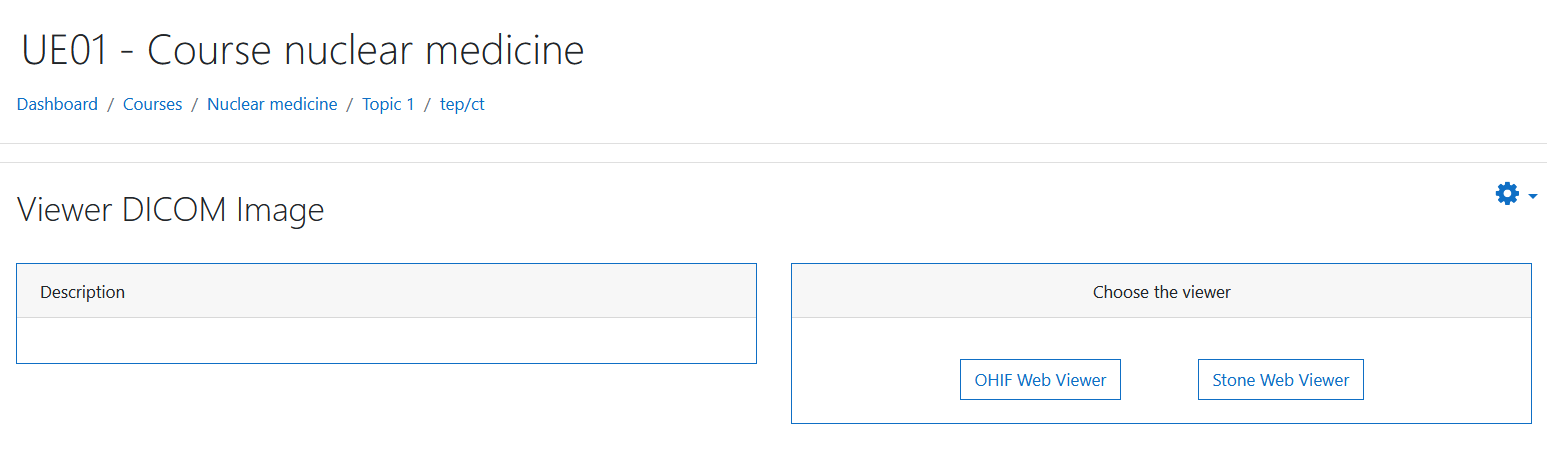 UE01 - Course nuclear medicine
Dashboard / Courses / Nuclear medicine / Topic 1 / tep/ct
Viewer DICOM Image
Description
Choose the viewer
OHIF Web Viewer
Stone Web Viewer